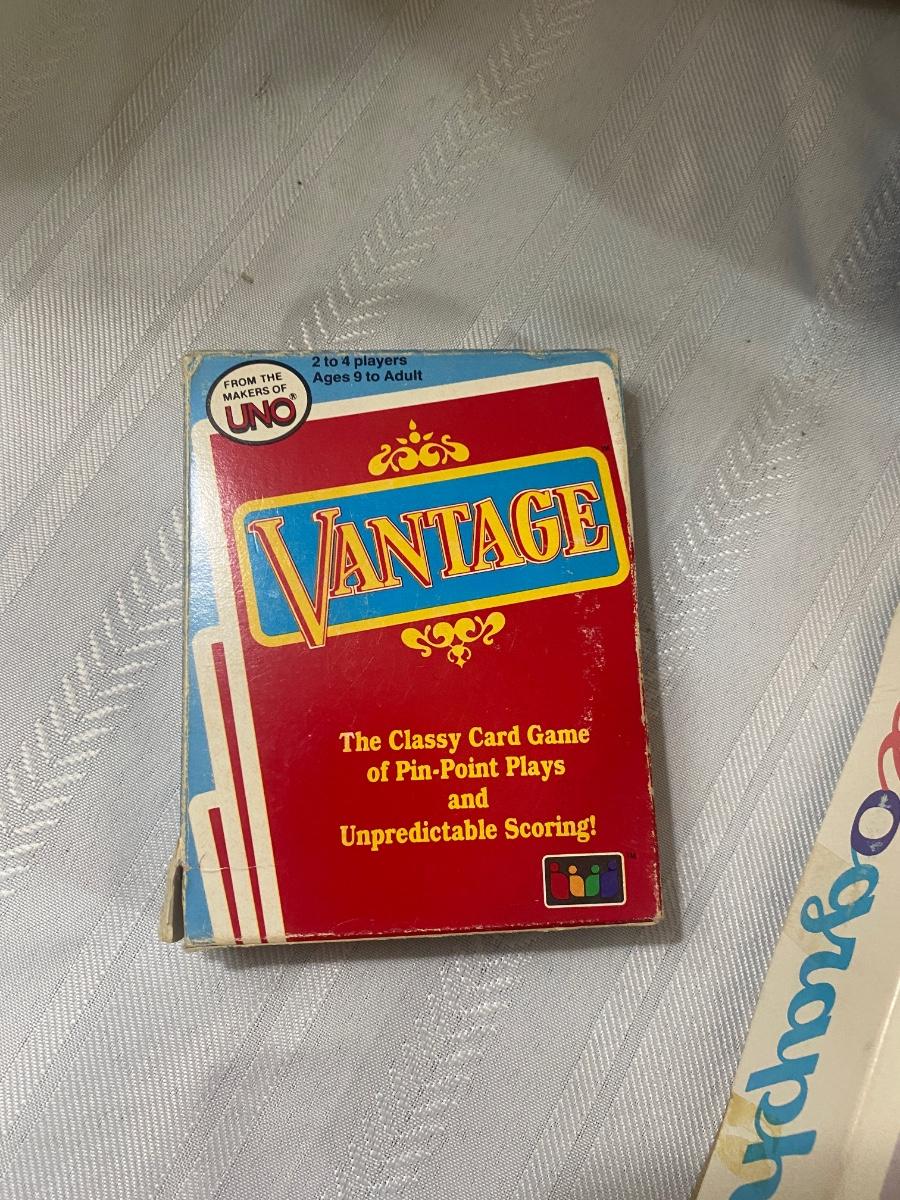 2 to 4 players
Ages 9 to Adult
FROM THE
MAKERS OF
UNO®
VANTAGE
The Classy Card Game
of Pin-Point Plays
and
Unpredictable Scoring!
TM